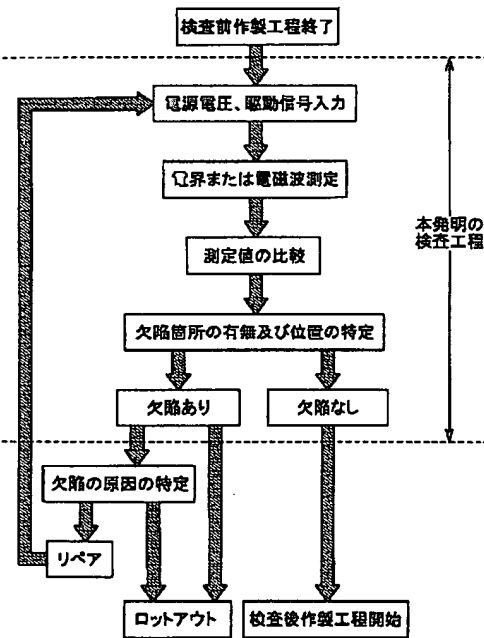 検査前作製工程終了
電源電圧、駆動信号入力
電界または電磁波測定
本発明の
検査工程
測定値の比較
欠陥箇所の有無及び位置の特定
欠陥あり
欠陥なし
欠陥の原因の特定
リペア
ロットアウト
検査後作製工程開始